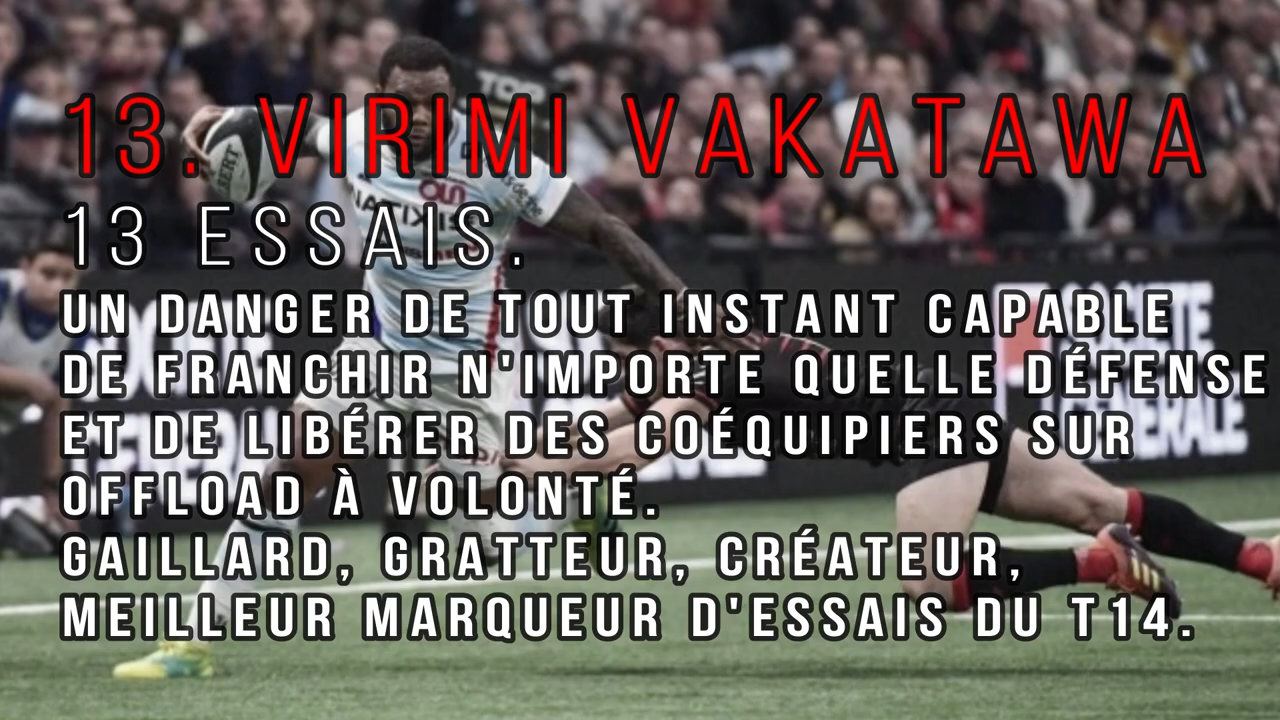 13. VIRIMI VAKATAWA
13 ESSAIS.
UN DANGER DE TOUT INSTANT CAPABLE
DE FRANCHIR N'IMPORTE QUELLE DÉFENSE
ET DE LIBÉRER DES COÉQUIPIERS SUR
OFFLOAD À VOLONTÉ.
GAILLARD, GRATTEUR, CRÉATEUR,
MEILLEUR MARQUEUR D'ESSAIS DU T14.